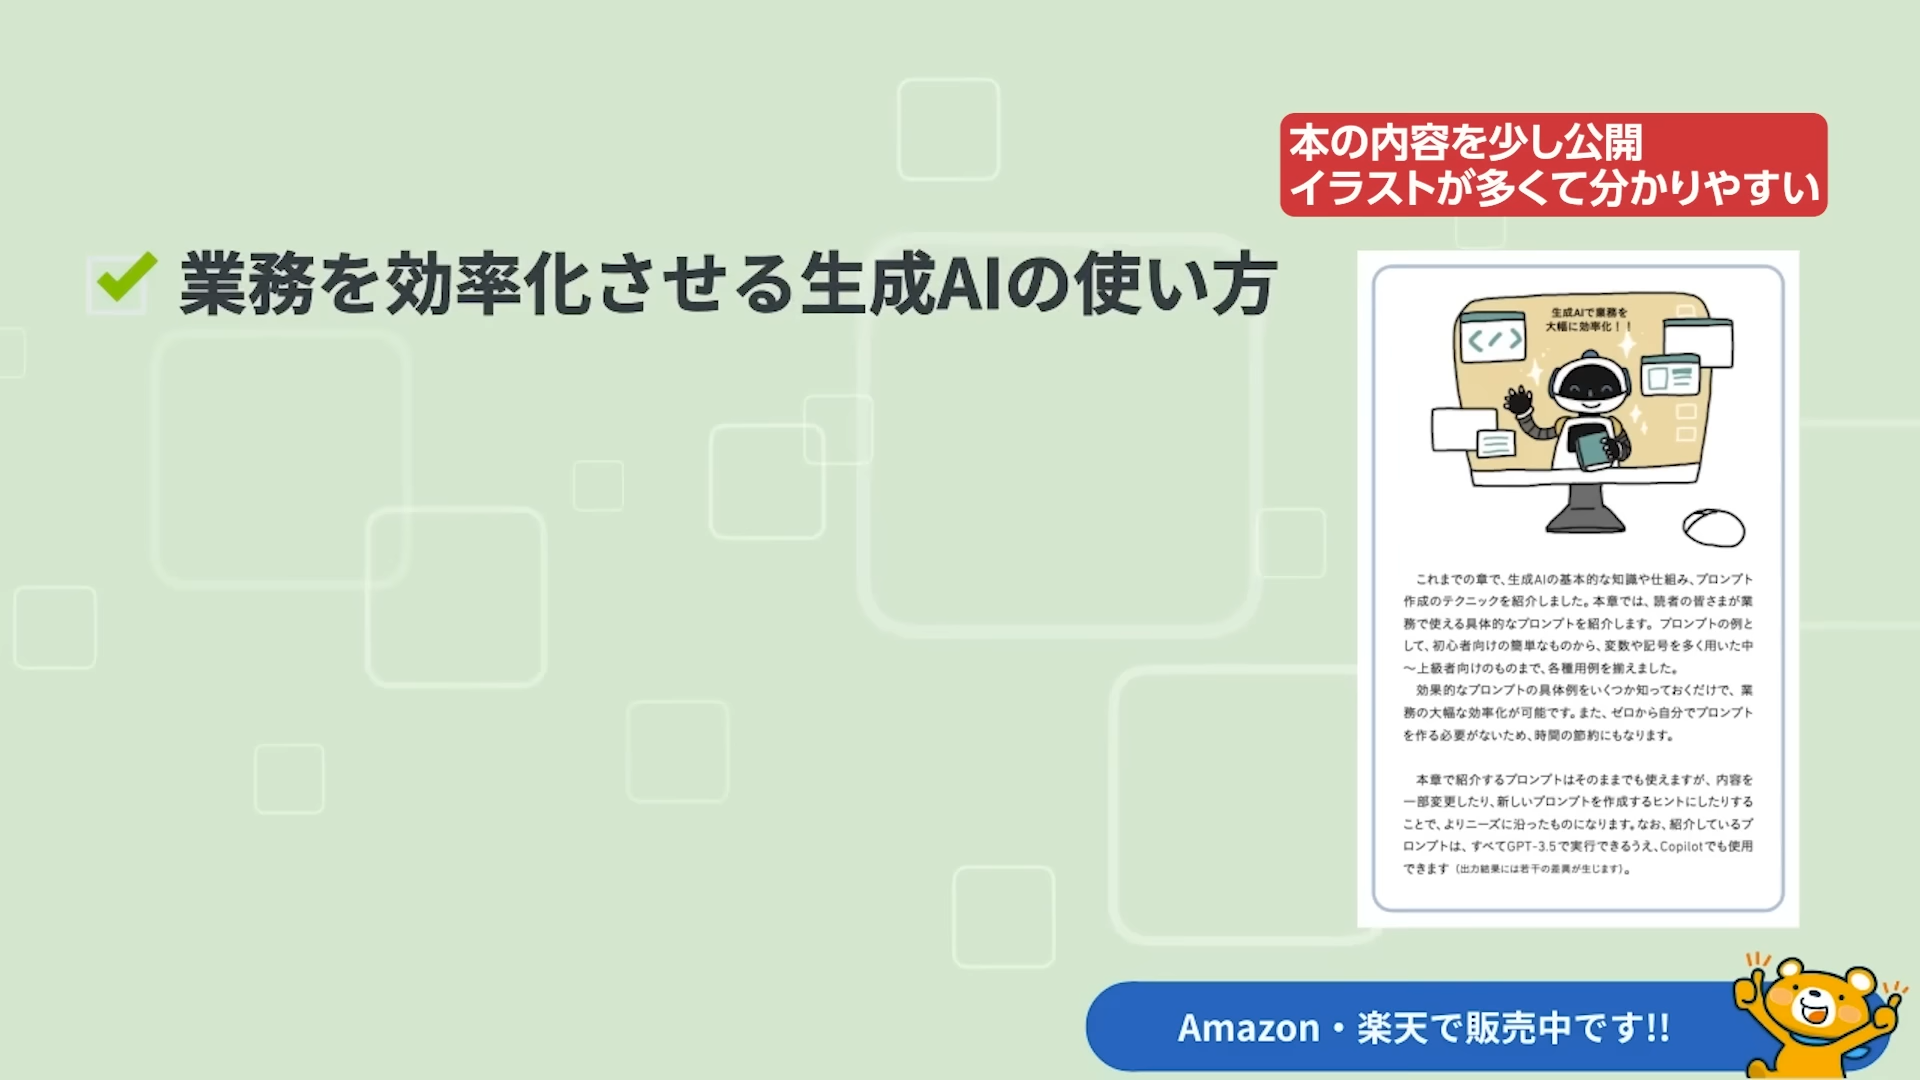 本の内容を少し公開
イラストが多くて分かりやすい
業務を効率化させる生成AIの使い方
生成AIで業務を
大幅に効率化！！
これまでの章で、生成AIの基本的な知識や仕組み、プロンプト
作成のテクニックを紹介しました。本章では、読者の皆さまが業
務で使える具体的なプロンプトを紹介します。プロンプトの例と
して、初心者向けの簡単なものから、変数や記号を多く用いた中
～上級者向けのものまで、各種用例を揃えました。
効果的なプロンプトの具体例をいくつか知っておくだけで、業
務の大幅な効率化が可能です。また、ゼロから自分でプロンプト
を作る必要がないため、時間の節約にもなります。
本章で紹介するプロンプトはそのままでも使えますが、内容を
一部変更したり、新しいプロンプトを作成するヒントにしたりする
ことで、よりニーズに沿ったものになります。なお、紹介しているプ
ロンプトは、すべてGPT-3.5で実行できるうえ、Copilotでも使用
できます（出力結果には若干の差異が生じます）。
Amazon・楽天で販売中です!!